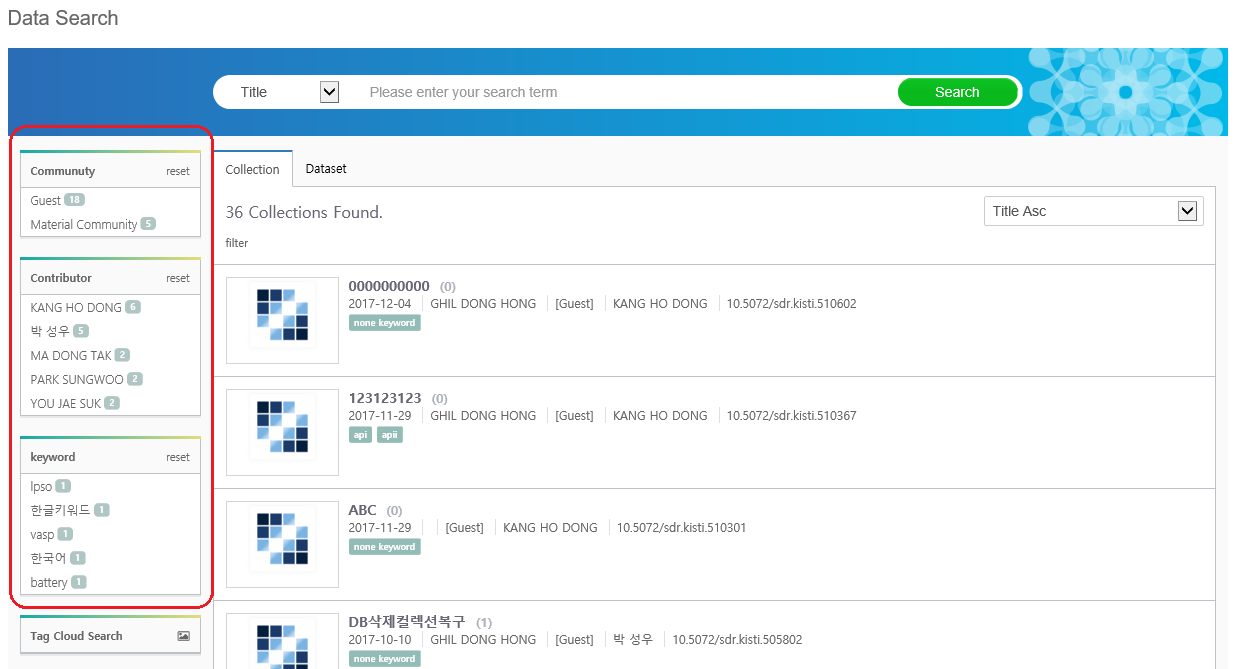 Data Search
Title
Please enter your search term
Search
Communuty reset
Guest 18
Material Community 5
Contributor reset
KANG HO DONG 6
박 성우 5
MA DONG TAK 2
PARK SUNGWOO 2
YOU JAE SUK 2
keyword reset
lpso 1
한글키워드 1
vasp 1
한국어 1
battery 1
Tag Cloud Search
Collection Dataset
36 Collections Found.
Title Asc
filter
0000000000 (0)
2017-12-04 GHIL DONG HONG [Guest] KANG HO DONG 10.5072/sdr.kisti.510602
none keyword
123123123 (0)
2017-11-29 GHIL DONG HONG [Guest] KANG HO DONG 10.5072/sdr.kisti.510367
api apii
ABC (0)
2017-11-29 [Guest] KANG HO DONG 10.5072/sdr.kisti.510301
none keyword
DB삭제컬렉션복구 (1)
2017-10-10 GHIL DONG HONG [Guest] 박 성우 10.5072/sdr.kisti.505802
none keyword